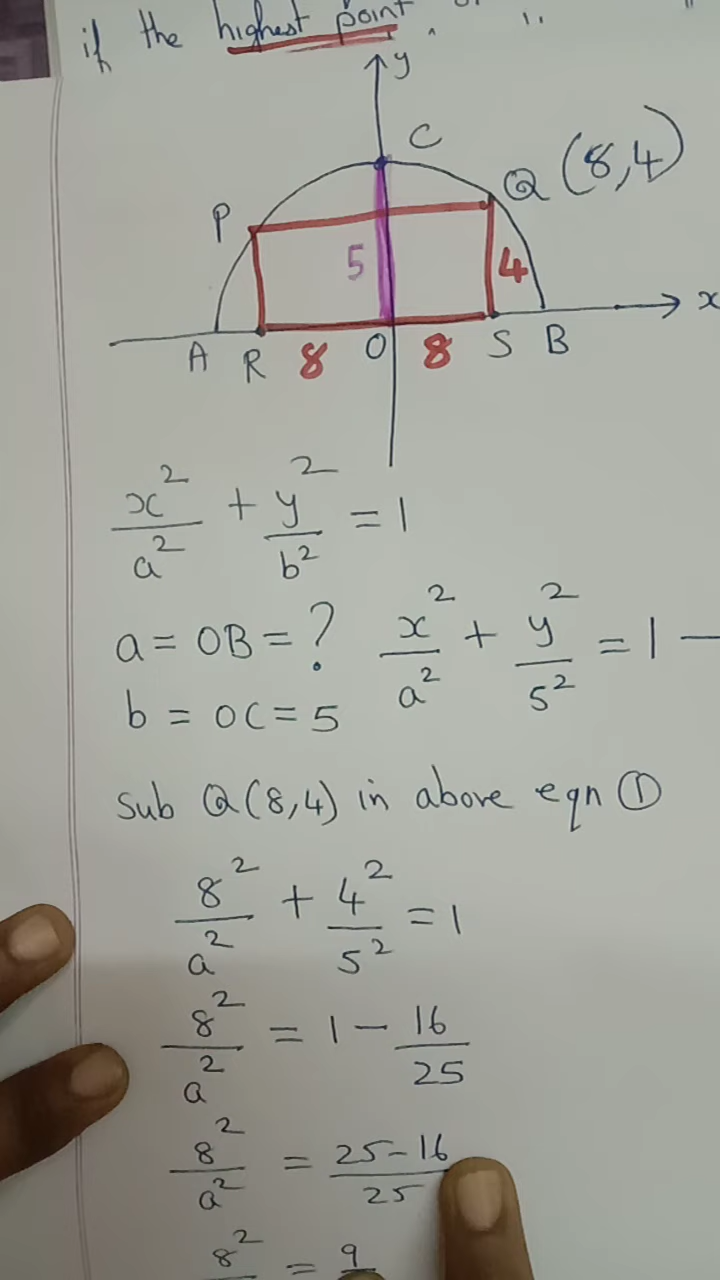 if the highest point
y
C
Q (8,4)
P
5
4
x
A R 8 O 8 S B
x²/a² + y²/b² = 1
a = OB = ? x²/a² + y²/5² = 1 —
b = OC = 5
Sub Q(8,4) in above eqn ①
8²/a² + 4²/5² = 1
8²/a² = 1 - 16/25
8²/a² = 25-16/25
8² = 9